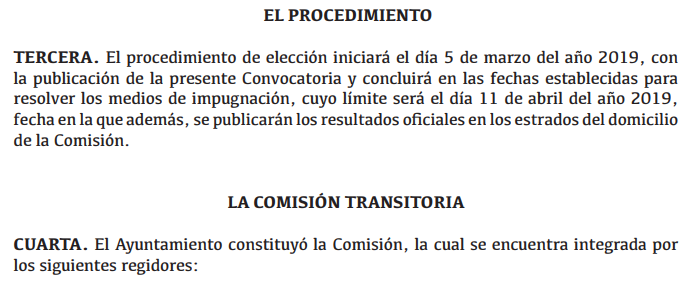 EL PROCEDIMIENTO
TERCERA. El procedimiento de elección iniciará el día 5 de marzo del año 2019, con
la publicación de la presente Convocatoria y concluirá en las fechas establecidas para
resolver los medios de impugnación, cuyo límite será el día 11 de abril del año 2019,
fecha en la que además, se publicarán los resultados oficiales en los estrados del domicilio
de la Comisión.
LA COMISIÓN TRANSITORIA
CUARTA. El Ayuntamiento constituyó la Comisión, la cual se encuentra integrada por
los siguientes regidores: